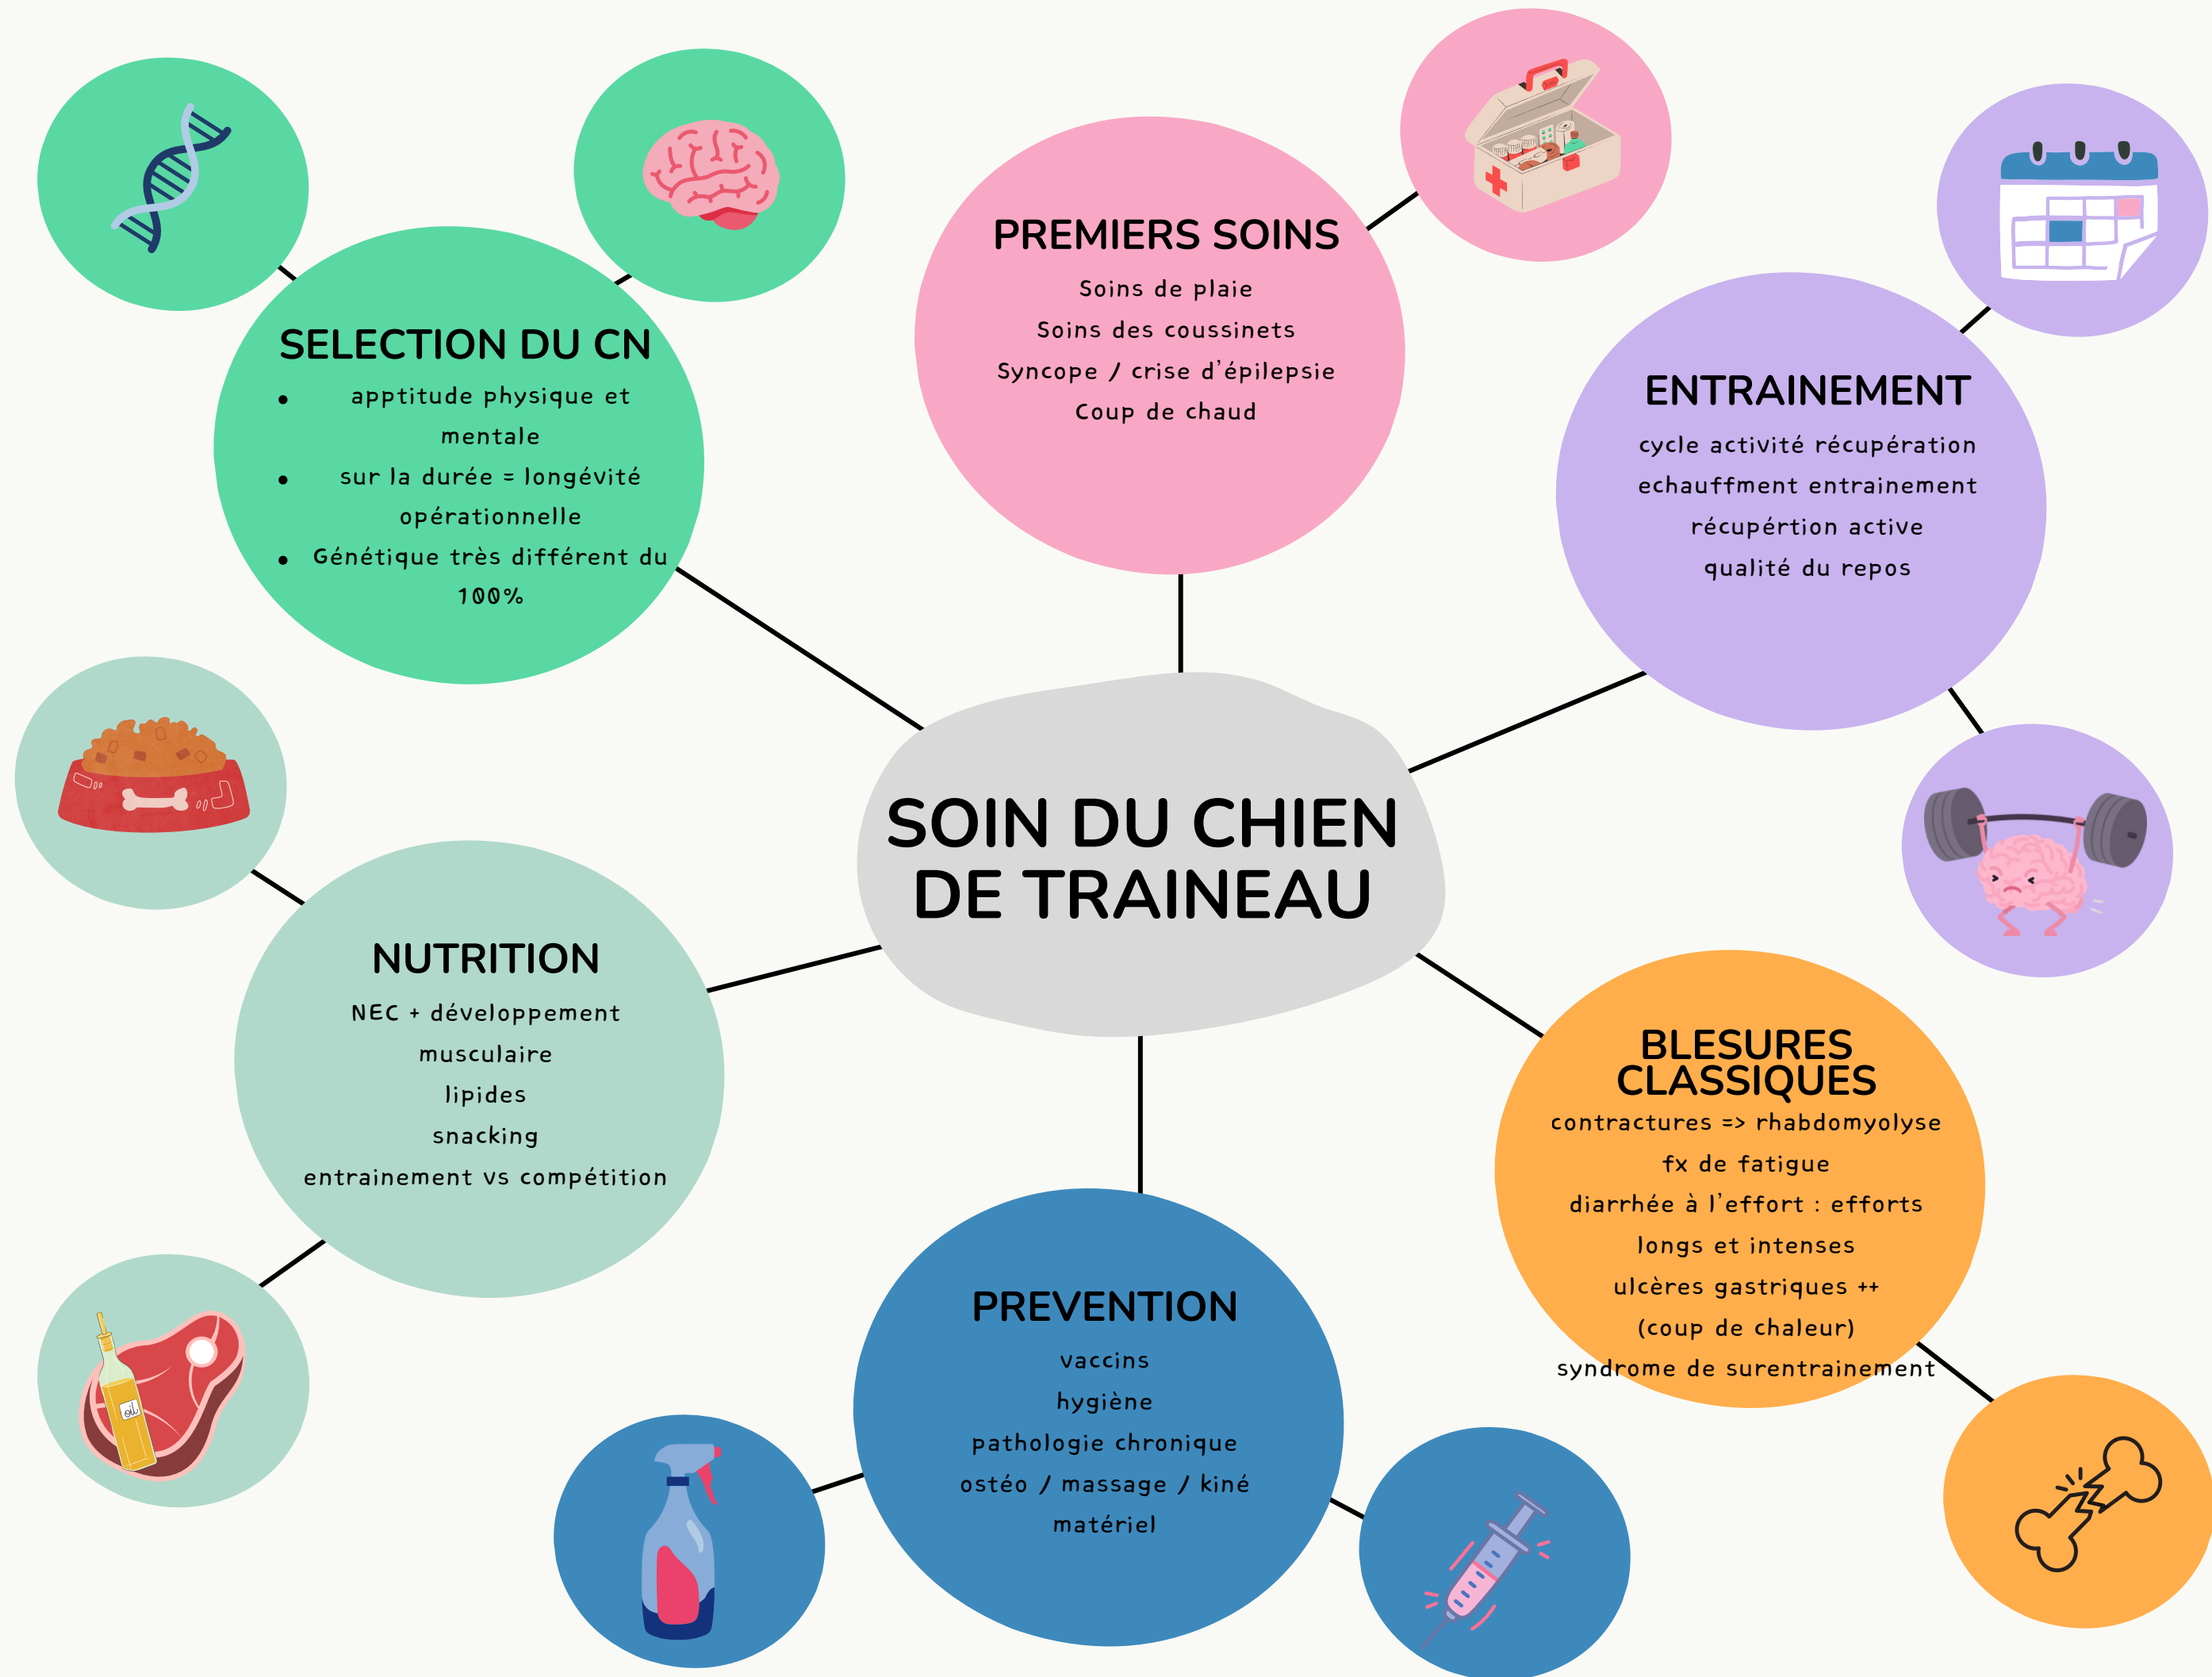 SELECTION DU CN
• apptitude physique et
mentale
• sur la durée = longévité
opérationnelle
• Génétique très différent du
100%
PREMIERS SOINS
Soins de plaie
Soins des coussinets
Syncope / crise d'épilepsie
Coup de chaud
ENTRAINEMENT
cycle activité récupération
echauffment entrainement
récupértion active
qualité du repos
SOIN DU CHIEN
DE TRAINEAU
NUTRITION
NEC + développement
musculaire
lipides
snacking
entrainement vs compétition
oil
PREVENTION
vaccins
hygiène
pathologie chronique
ostéo / massage / kiné
matériel
BLESURES
CLASSIQUES
contractures => rhabdomyolyse
fx de fatigue
diarrhée à l'effort : efforts
longs et intenses
ulcères gastriques ++
(coup de chaleur)
syndrome de surentrainement